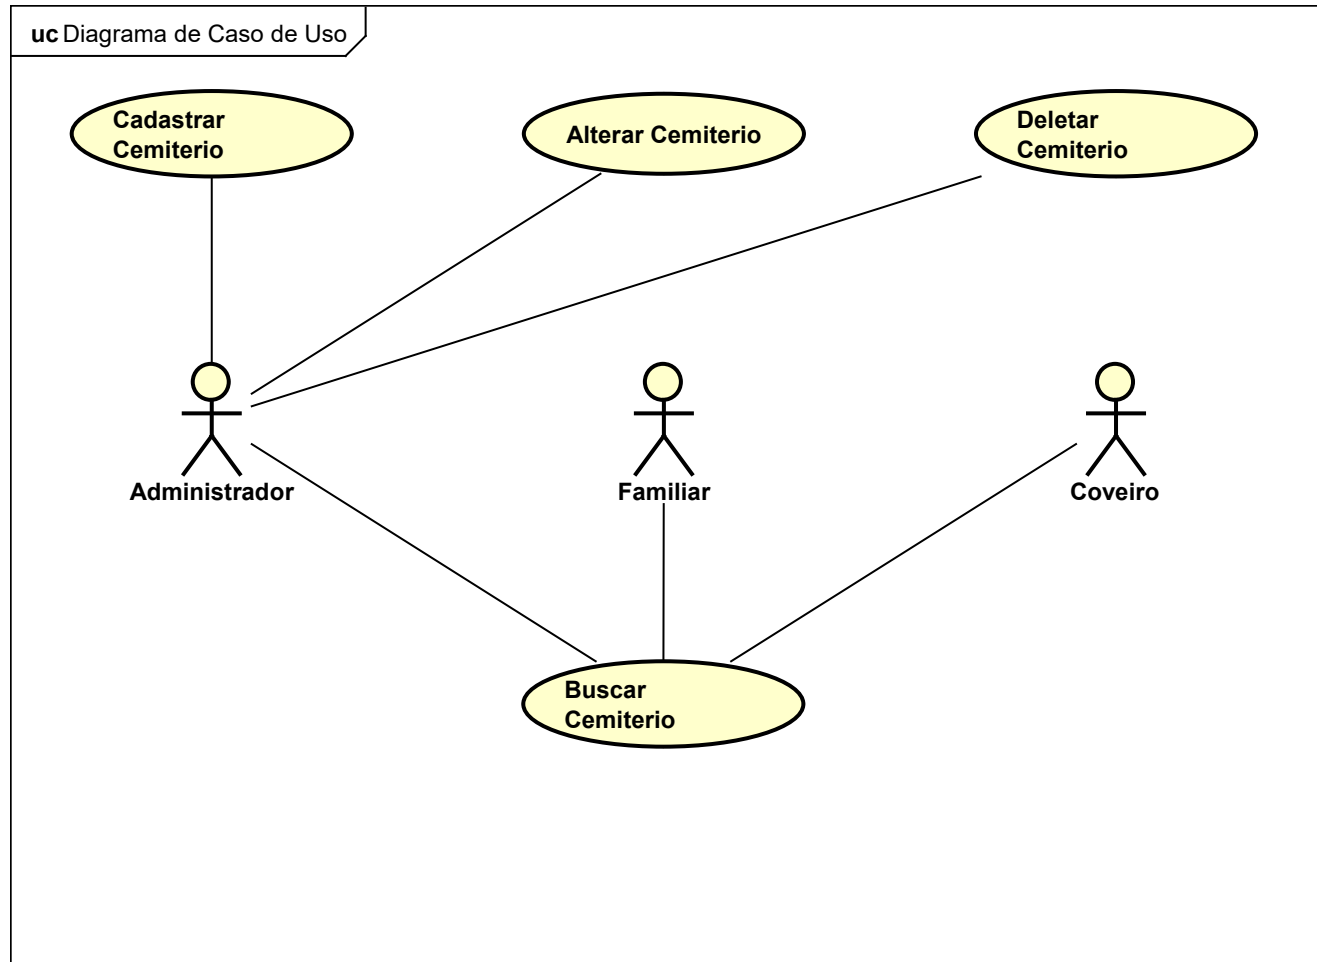 uc Diagrama de Caso de Uso
Cadastrar
Cemiterio
Alterar Cemiterio
Deletar
Cemiterio
Administrador
Familiar
Coveiro
Buscar
Cemiterio